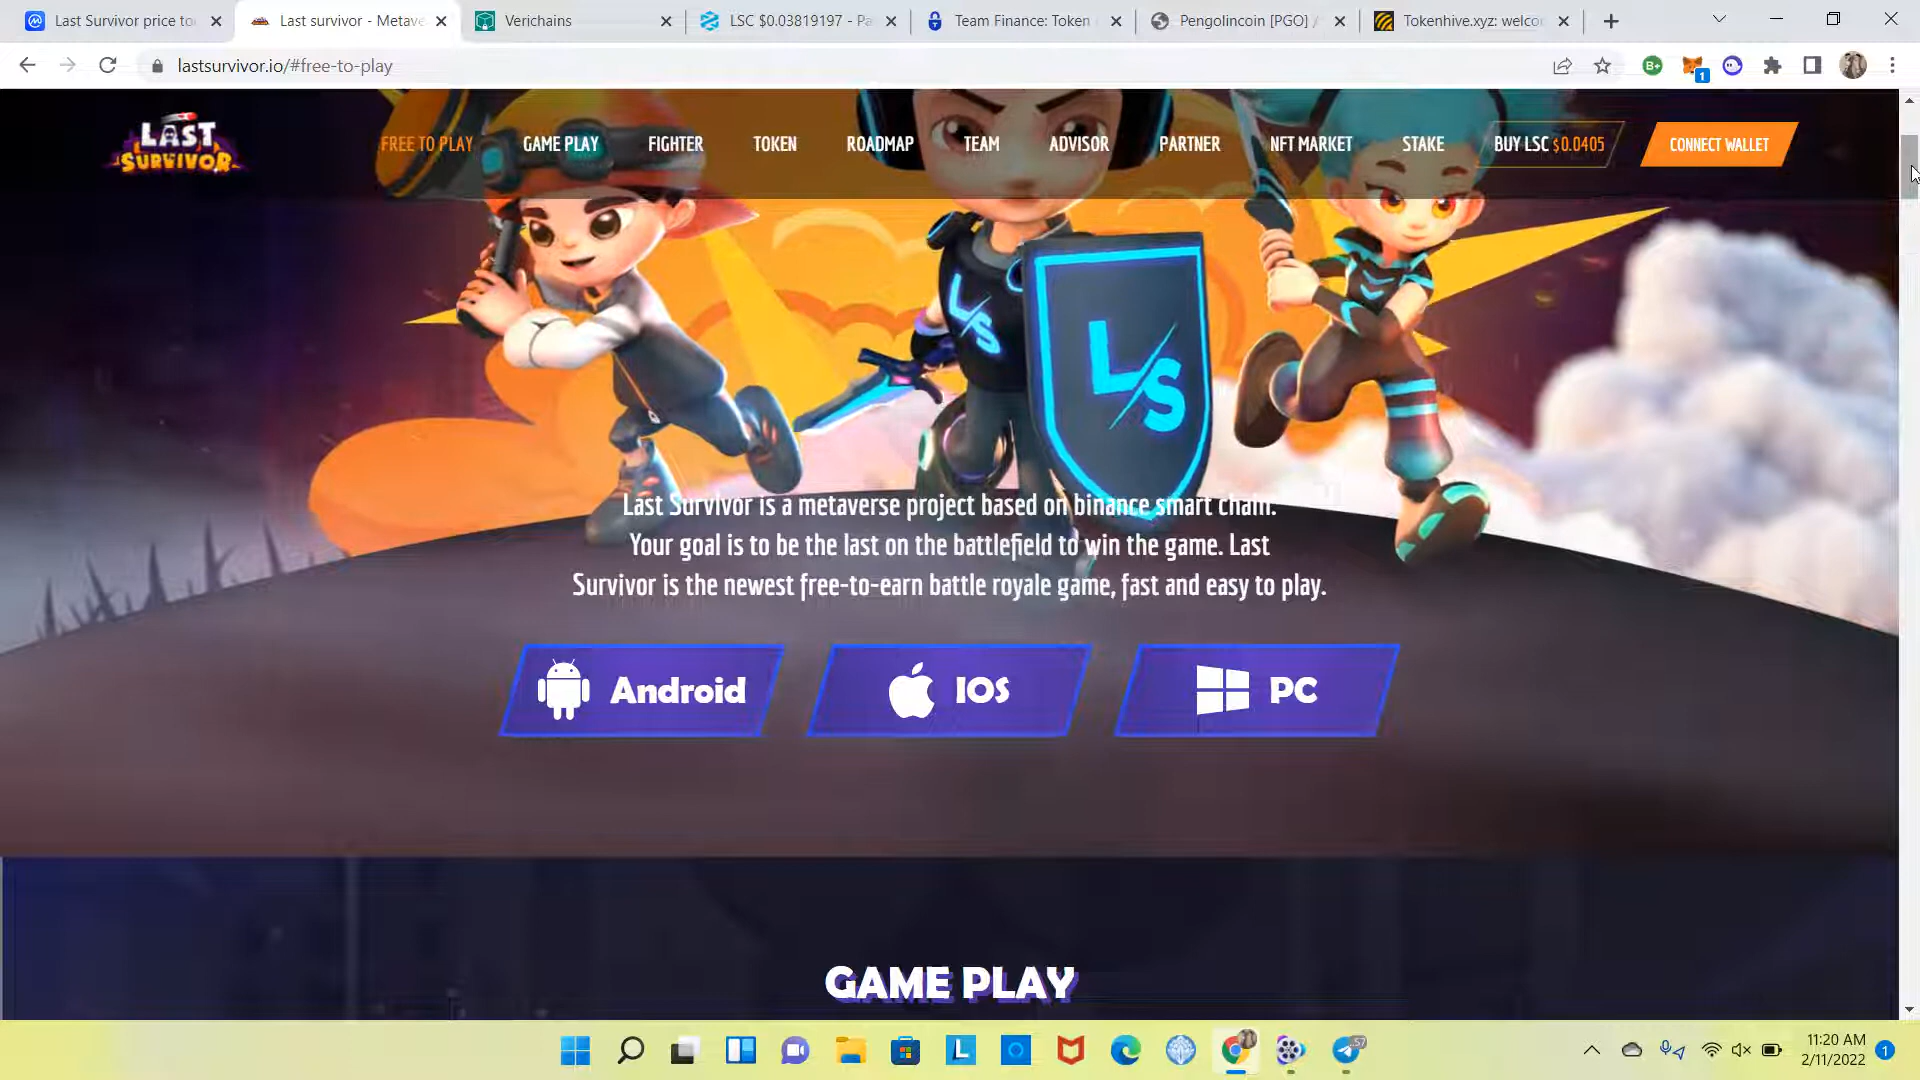 Last Survivor price to
Last survivor - Metave
Verichains
LSC $0.03819197 - Pa
Team Finance: Token
Pengolincoin [PGO] /
Tokenhive.xyz: welco
lastsurvivor.io/#free-to-play
B+
1
LAST
SURVIVOR
FREE TO PLAY
GAME PLAY
FIGHTER
TOKEN
ROADMAP
TEAM
ADVISOR
PARTNER
NFT MARKET
STAKE
BUY LSC $0.0405
CONNECT WALLET
L/S
L/S
Last Survivor is a metaverse project based on binance smart chain.
Your goal is to be the last on the battlefield to win the game. Last
Survivor is the newest free-to-earn battle royale game, fast and easy to play.
Android
IOS
PC
GAME PLAY
L
57
11:20 AM
2/11/2022
1